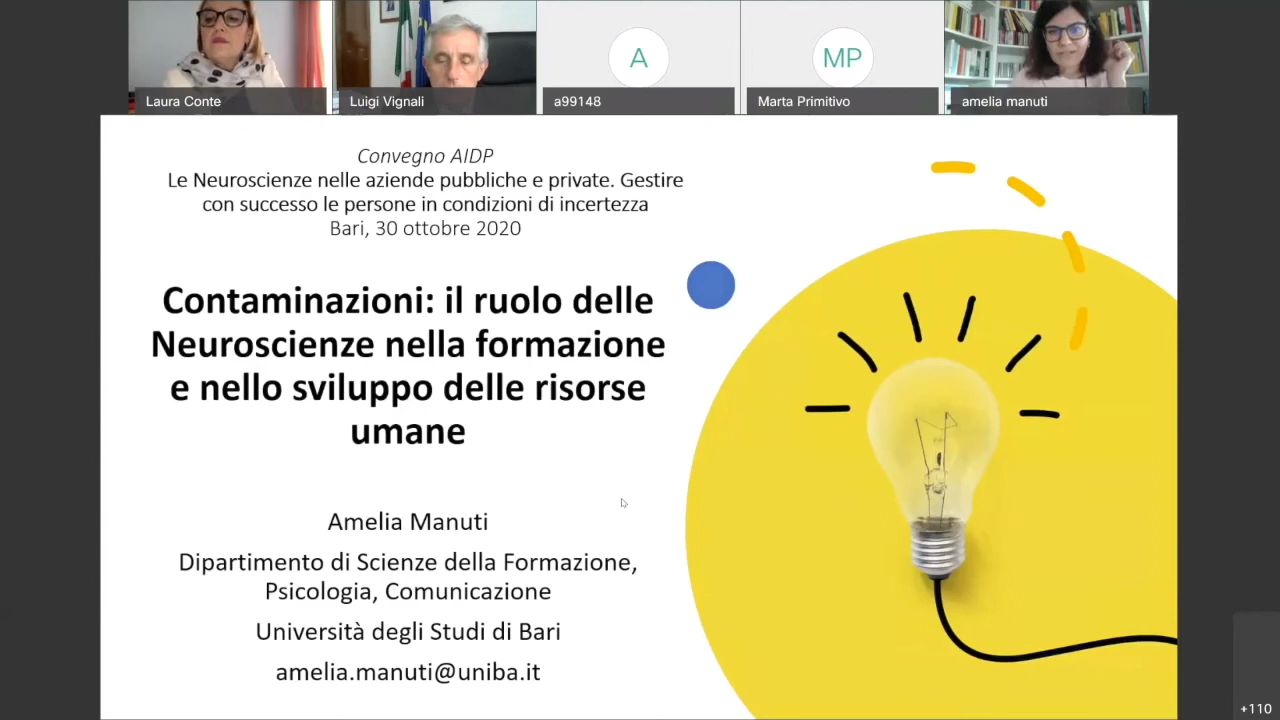 Laura Conte
Luigi Vignali
A
a99148
MP
Marta Primitivo
amelia manuti
Convegno AIDP
Le Neuroscienze nelle aziende pubbliche e private. Gestire
con successo le persone in condizioni di incertezza
Bari, 30 ottobre 2020
Contaminazioni: il ruolo delle
Neuroscienze nella formazione
e nello sviluppo delle risorse
umane
Amelia Manuti
Dipartimento di Scienze della Formazione,
Psicologia, Comunicazione
Università degli Studi di Bari
amelia.manuti@uniba.it
+110